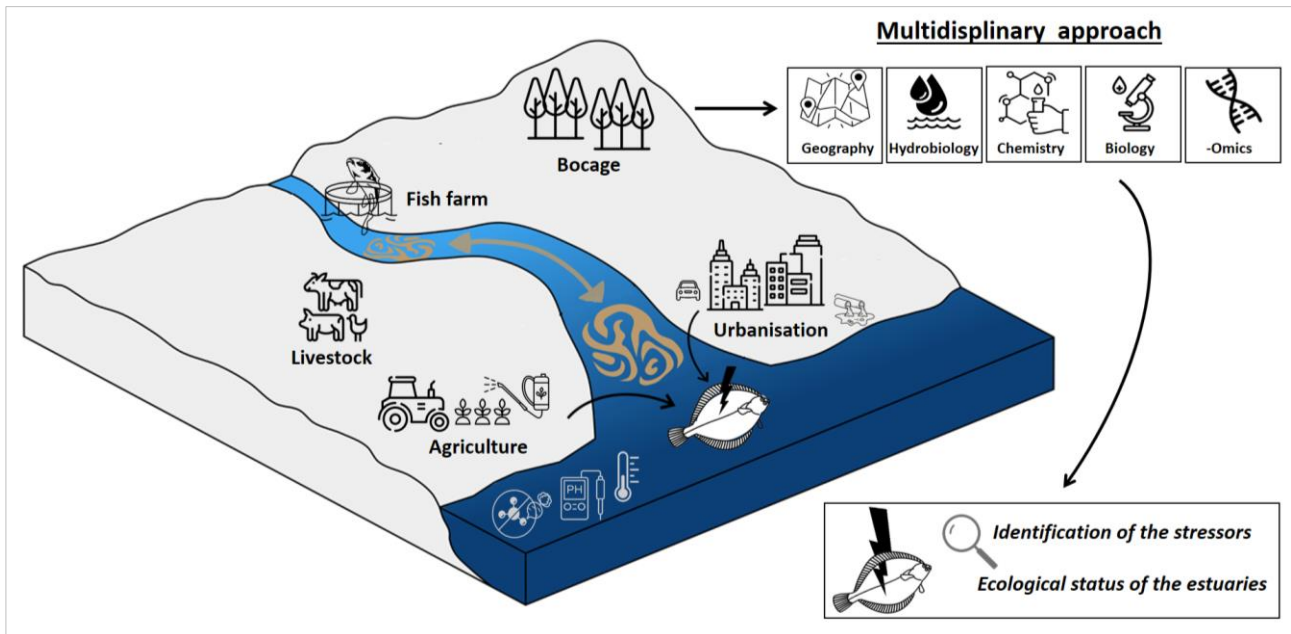 Multidisplinary approach
Geography
Hydrobiology
Chemistry
Biology
-Omics
Bocage
Fish farm
Livestock
Urbanisation
Agriculture
PH
Identification of the stressors
Ecological status of the estuaries